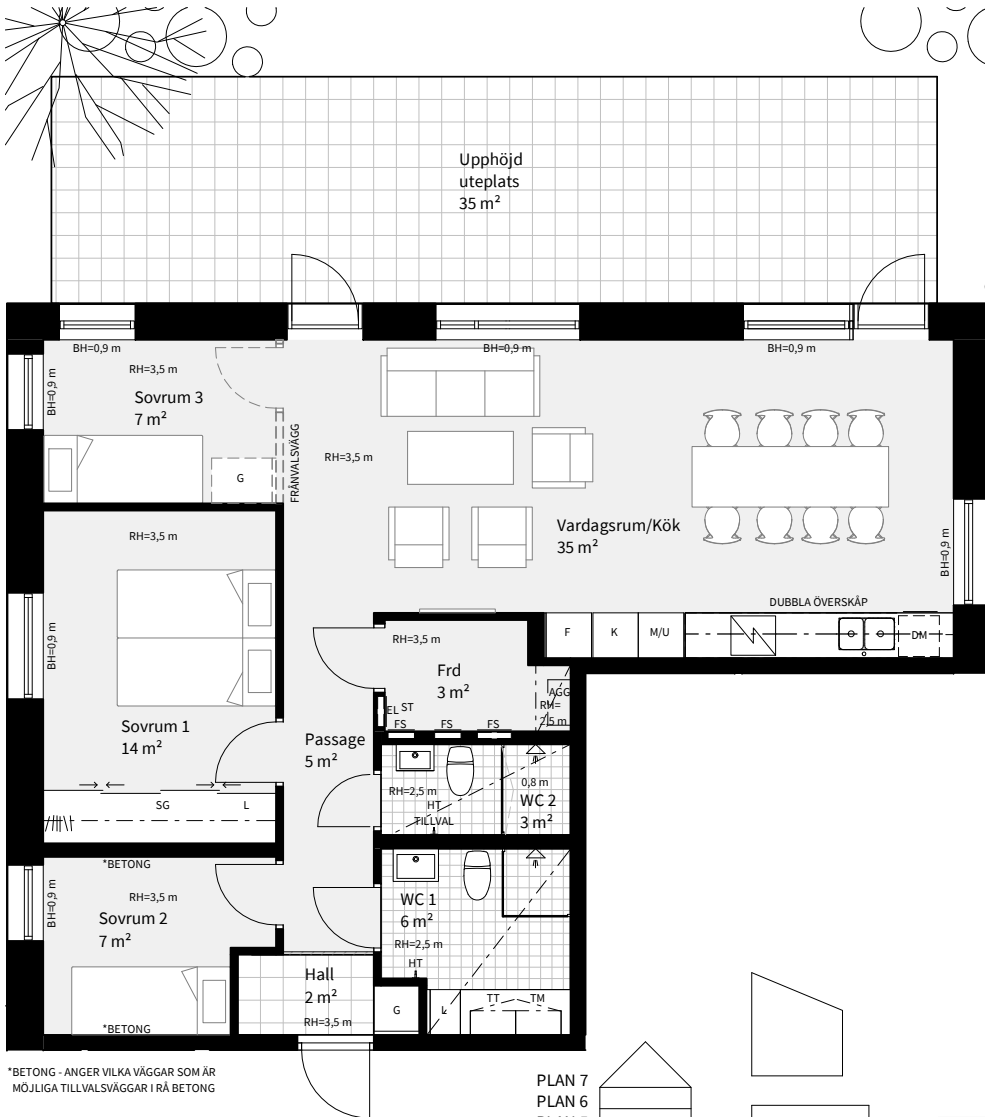 Upphöjd
uteplats
35 m²
BH=0,9 m
BH=0,9 m
BH=0,9 m
BH=0,9 m
RH=3,5 m
Sovrum 3
7 m²
G
FRÅNVALSVÄGG
RH=3,5 m
Vardagsrum/Kök
35 m²
BH=0,9 m
DUBBLA ÖVERSKÅP
F
K
M/U
DM
RH=3,5 m
BH=0,9 m
Sovrum 1
14 m²
SG
L
RH=3,5 m
Frd
3 m²
AGG
RH=
2,5 m
EL
ST
FS
FS
FS
Passage
5 m²
RH=2,5 m
HT
TILLVAL
0,8 m
WC 2
3 m²
*BETONG
BH=0,9 m
RH=3,5 m
Sovrum 2
7 m²
*BETONG
WC 1
6 m²
RH=2,5 m
HT
Hall
2 m²
RH=3,5 m
G
L
TT
TM
*BETONG - ANGER VILKA VÄGGAR SOM ÄR
MÖJLIGA TILLVALSVÄGGAR I RÅ BETONG
PLAN 7
PLAN 6